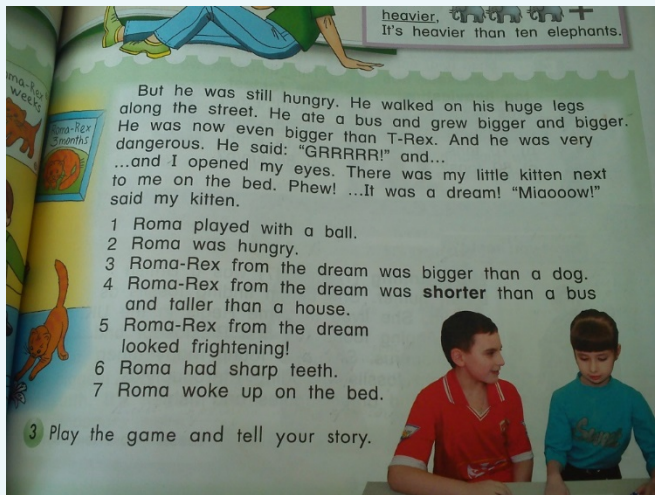 heavier,
It's heavier than ten elephants.
ma-Rex
weeks
Roma-Rex
3 months
But he was still hungry. He walked on his huge legs
along the street. He ate a bus and grew bigger and bigger.
He was now even bigger than T-Rex. And he was very
dangerous. He said: “GRRRRR!” and...
...and I opened my eyes. There was my little kitten next
to me on the bed. Phew! ...It was a dream! “Miaooow!”
said my kitten.
1 Roma played with a ball.
2 Roma was hungry.
3 Roma-Rex from the dream was bigger than a dog.
4 Roma-Rex from the dream was shorter than a bus
and taller than a house.
5 Roma-Rex from the dream
looked frightening!
6 Roma had sharp teeth.
7 Roma woke up on the bed.
3 Play the game and tell your story.